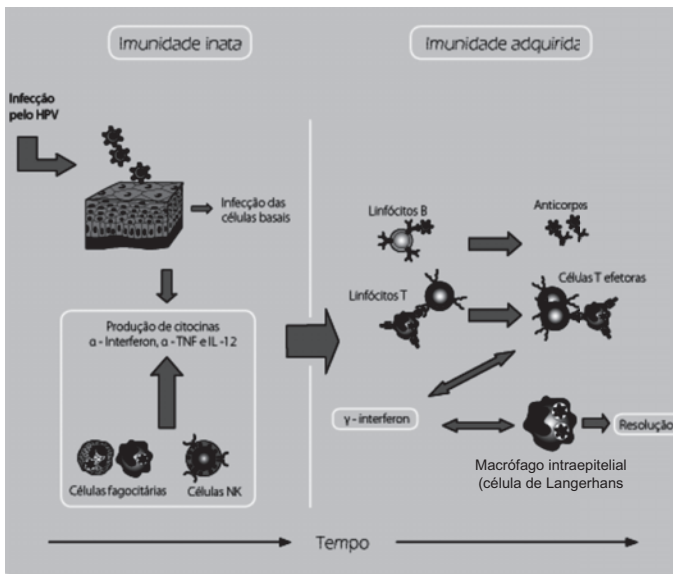 Imunidade inata
Imunidade adquirida
Infecção
pelo HPV
Infecção das
células basais
Produção de citocinas
α - Interferon, α - TNF e IL -12
Células fagocitárias
Células NK
Linfócitos B
Anticorpos
Linfócitos T
Células T efetoras
γ - interferon
Resolução
Macrófago intraepitelial
(célula de Langerhans
Tempo